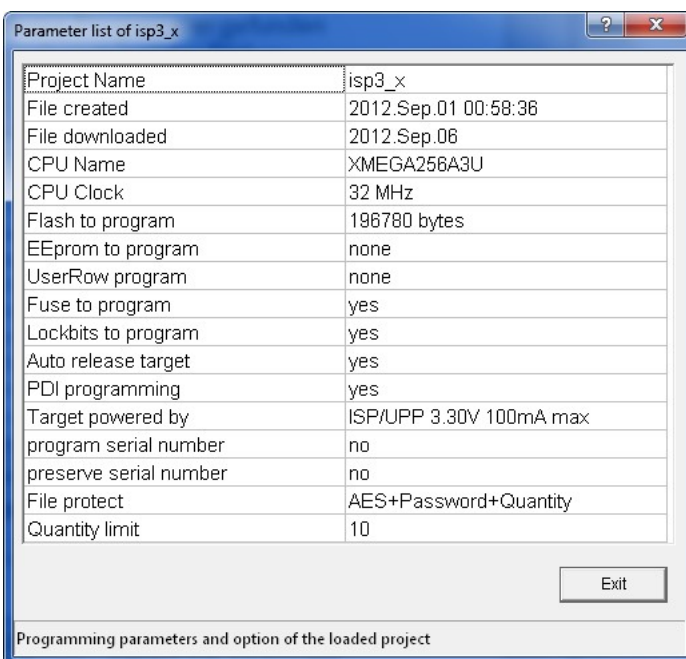 Parameter list of isp3_x
Project Name isp3_x
File created 2012.Sep.01 00:58:36
File downloaded 2012.Sep.06
CPU Name XMEGA256A3U
CPU Clock 32 MHz
Flash to program 196780 bytes
EEprom to program none
UserRow program none
Fuse to program yes
Lockbits to program yes
Auto release target yes
PDI programming yes
Target powered by ISP/UPP 3.30V 100mA max
program serial number no
preserve serial number no
File protect AES+Password+Quantity
Quantity limit 10
Exit
Programming parameters and option of the loaded project